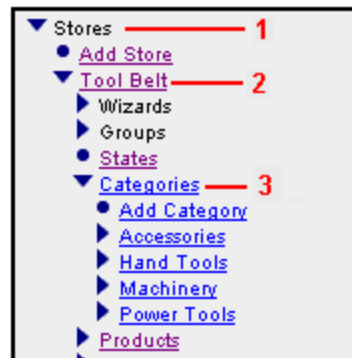 Stores 1
Add Store
Tool Belt 2
Wizards
Groups
States
Categories 3
Add Category
Accessories
Hand Tools
Machinery
Power Tools
Products